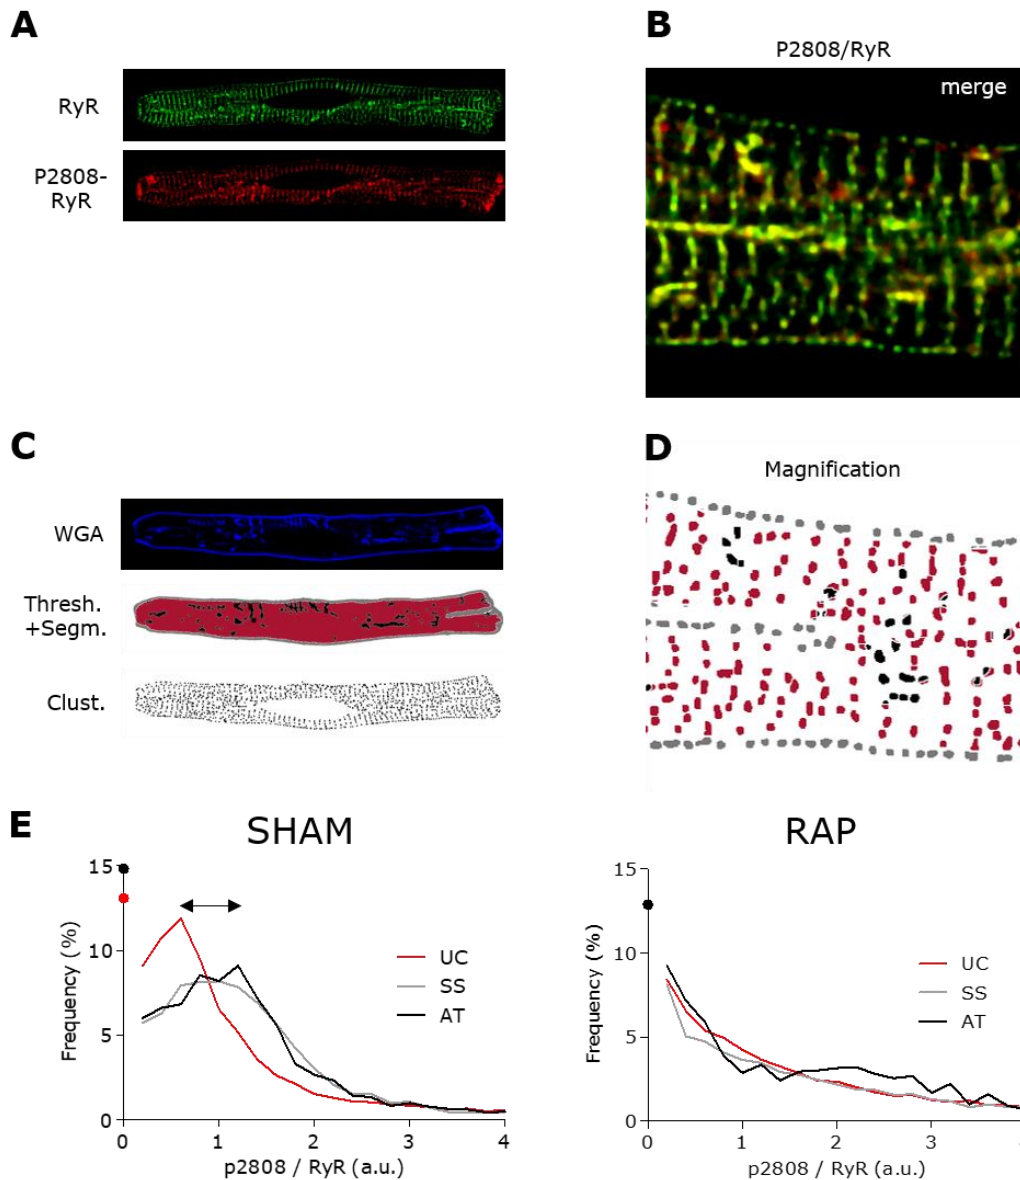 A
RyR
P2808-
RyR
B
P2808/RyR
merge
C
WGA
Thresh.
+Segm.
Clust.
D
Magnification
E
SHAM
15
10
5
0
Frequency (%)
UC
SS
AT
0
1
2
3
4
p2808 / RyR (a.u.)
RAP
15
10
5
0
Frequency (%)
UC
SS
AT
0
1
2
3
p2808 / RyR (a.u.)